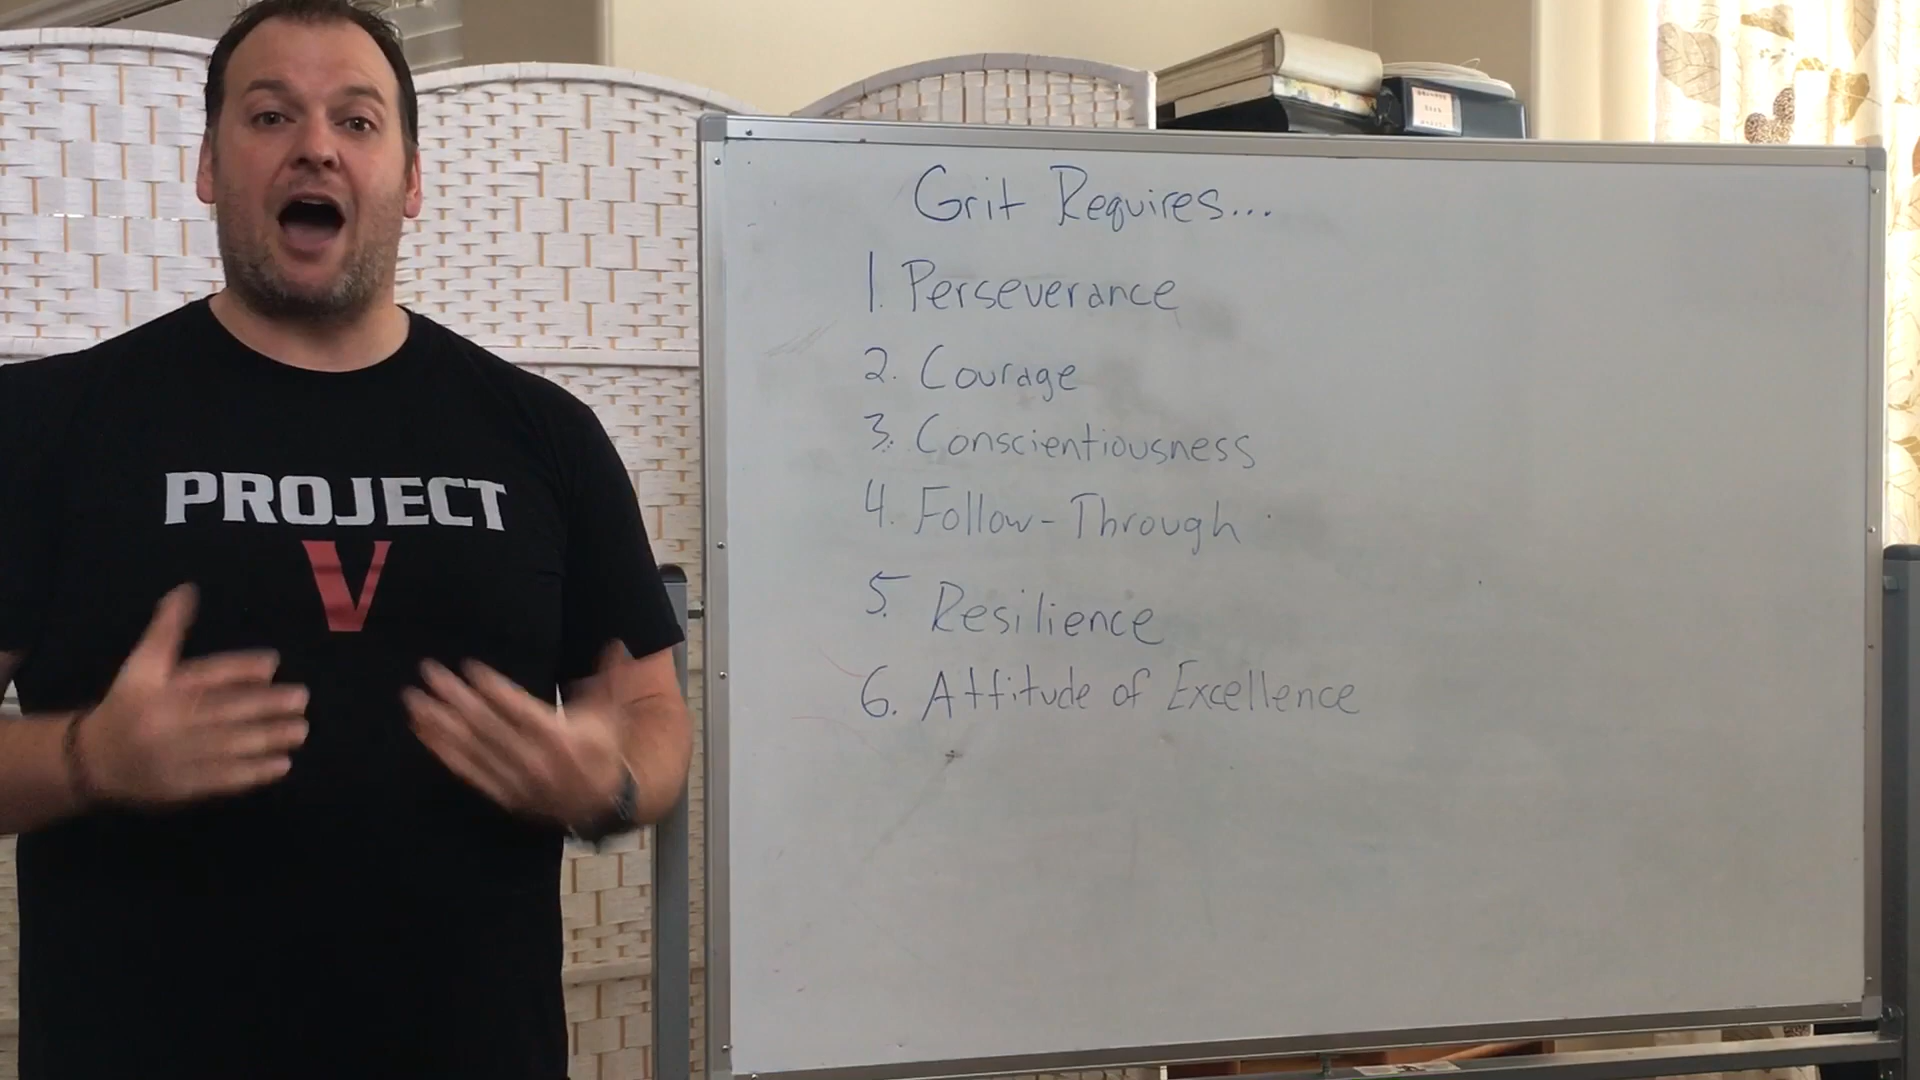 PROJECT
V
Grit Requires...
1. Perseverance
2. Courage
3. Conscientiousness
4. Follow-Through
5. Resilience
6. Attitude of Excellence